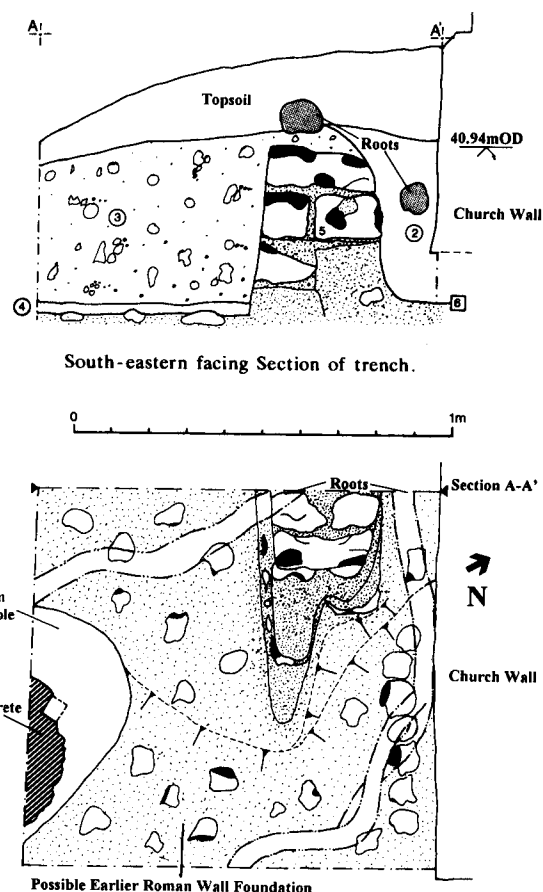 A A'
Topsoil
Roots
40.94mOD
3
5
2
Church Wall
4
6
South-eastern facing Section of trench.
0 1m
Roots
Section A-A'
N
Church Wall
Possible Earlier Roman Wall Foundation